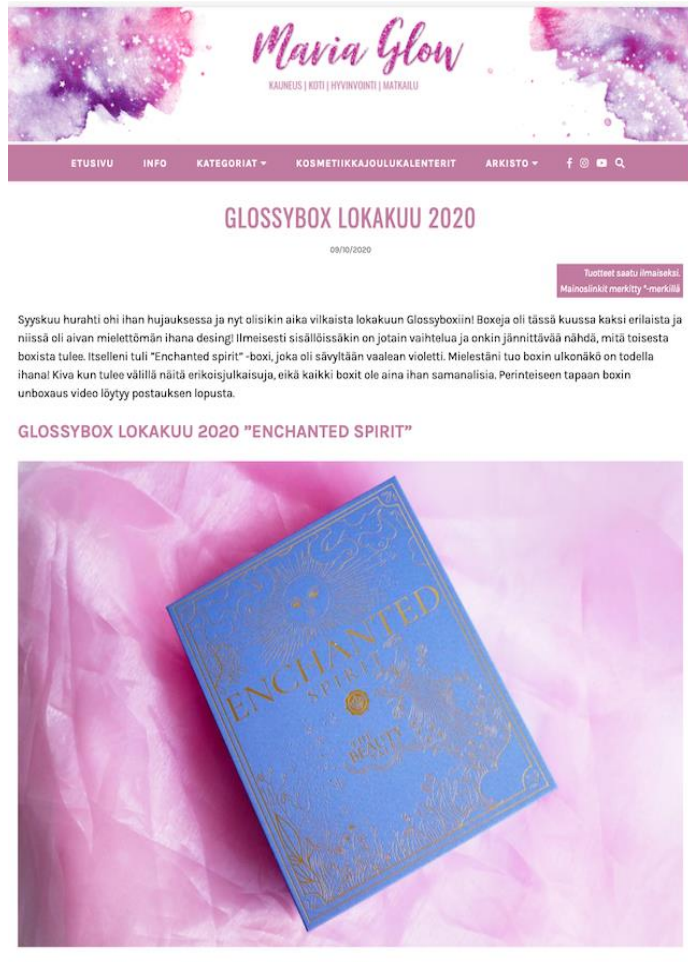 Maria Glow
KAUNEUS | KOTI | HYVINVOINTI | MATKAILU
ETUSIVU INFO KATEGORIAT KOSMETIIKKAJOULUKALENTERIT ARKISTO
GLOSSYBOX LOKAKUU 2020
09/10/2020
Tuotteet saatu ilmaiseksi.
Mainoslinkit merkitty *-merkillä
Syyskuu hurahti ohi ihan hujauksessa ja nyt olisikin aika vilkaista lokakuun Glossyboxiin! Boxeja oli tässä kuussa kaksi erilaista ja
niissä oli aivan mielettömän ihana desing! Ilmeisesti sisällöissäkin on jotain vaihtelua ja onkin jännittävää nähdä, mitä toisesta
boxista tulee. Itselleni tuli "Enchanted spirit" -boxi, joka oli sävyltään vaalean violetti. Mielestäni tuo boxin ulkonäkö on todella
ihana! Kiva kun tulee välillä näitä erikoisjulkaisuja, eikä kaikki boxit ole aina ihan samanalisia. Perinteiseen tapaan boxin
unboxaus video löytyy postauksen lopusta.
GLOSSYBOX LOKAKUU 2020 "ENCHANTED SPIRIT"
ENCHANTED
SPIRIT
BEAUTY